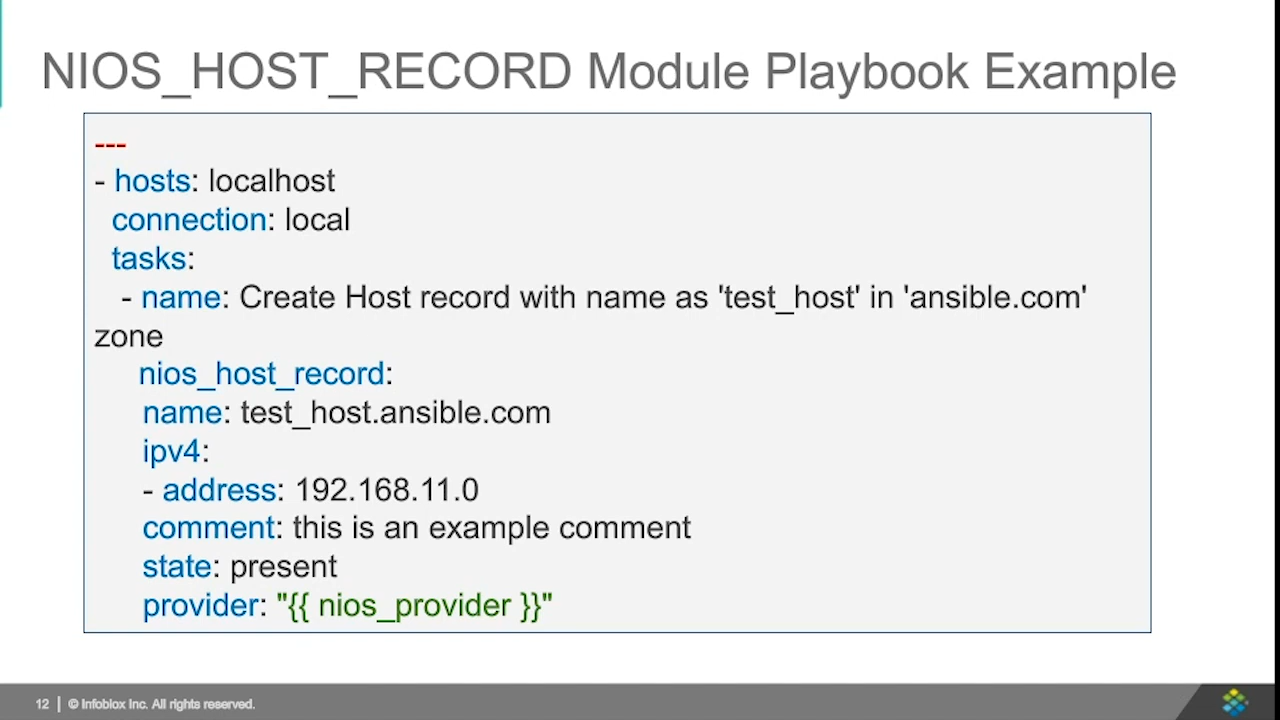 NIOS_HOST_RECORD Module Playbook Example
---
- hosts: localhost
connection: local
tasks:
- name: Create Host record with name as 'test_host' in 'ansible.com'
zone
nios_host_record:
name: test_host.ansible.com
ipv4:
- address: 192.168.11.0
comment: this is an example comment
state: present
provider: "{{ nios_provider }}"
12 | © Infoblox Inc. All rights reserved.